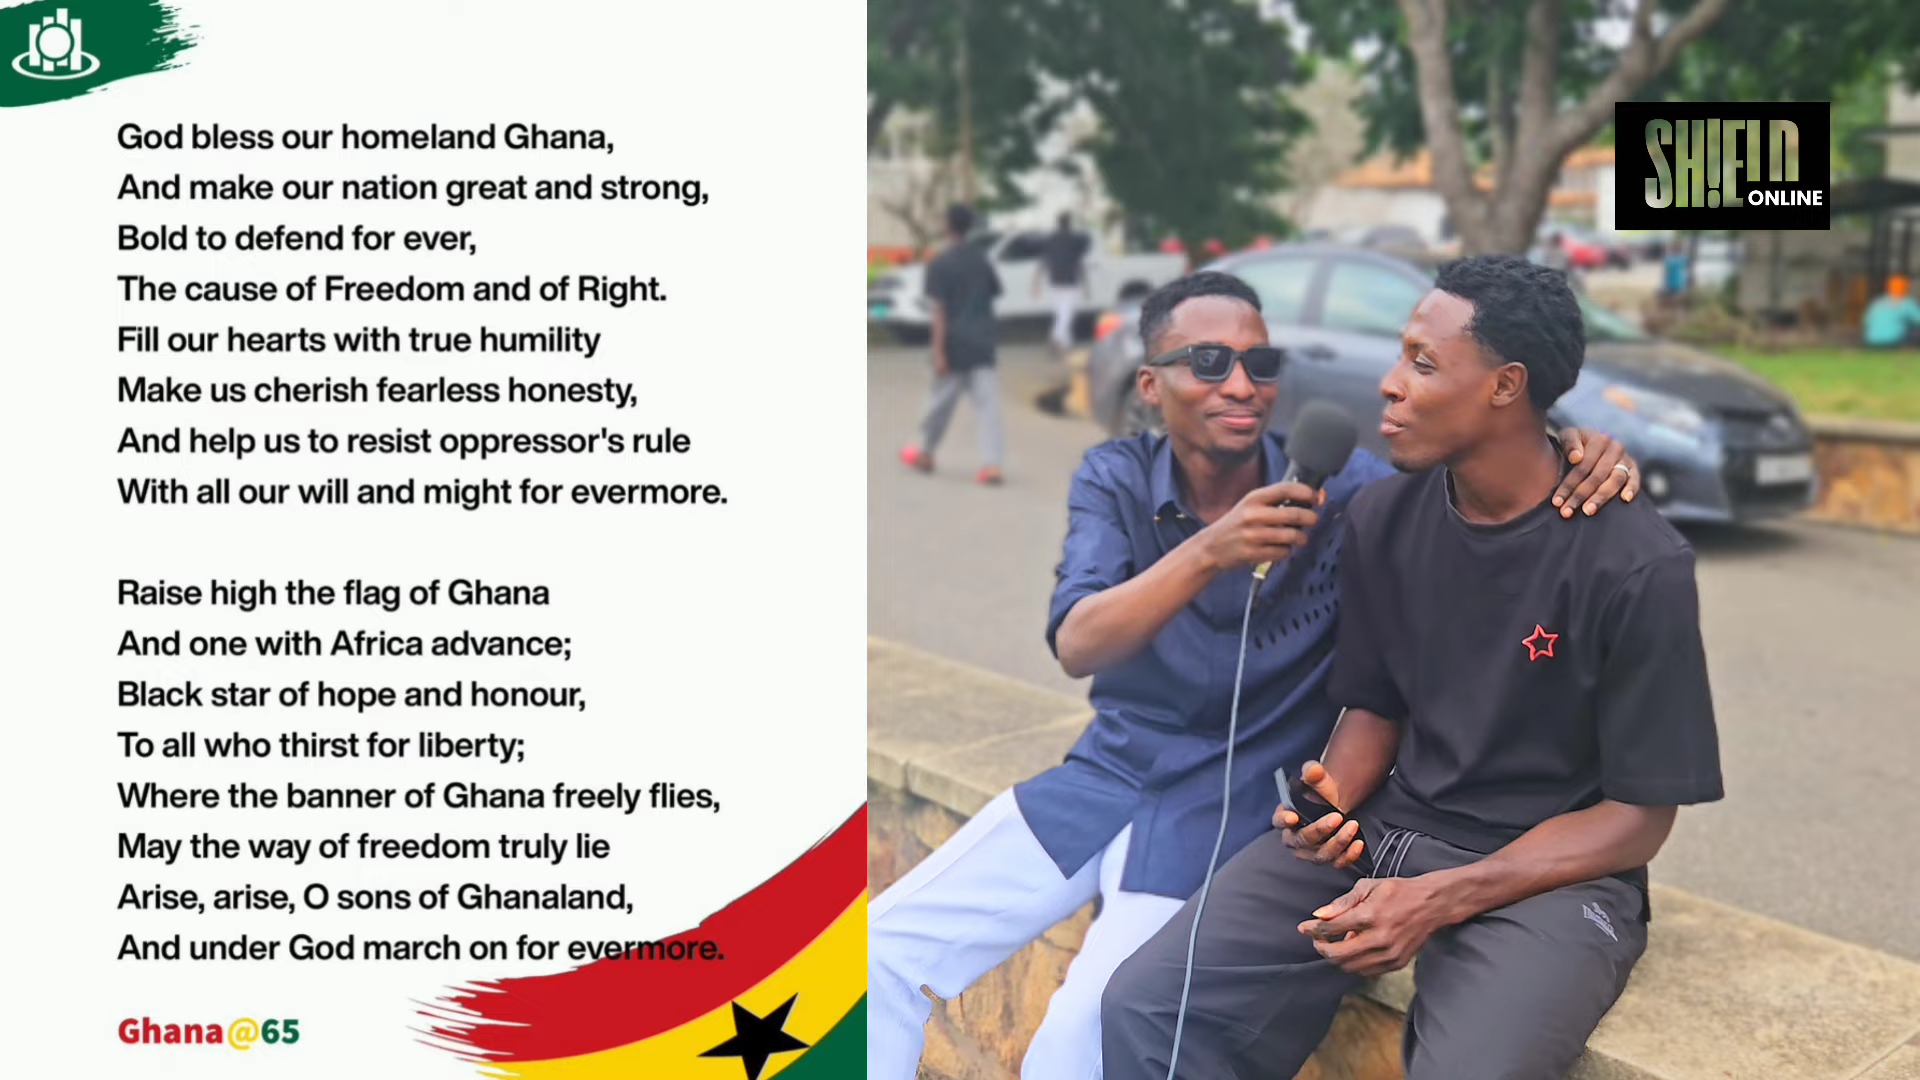 God bless our homeland Ghana,
And make our nation great and strong,
Bold to defend for ever,
The cause of Freedom and of Right.
Fill our hearts with true humility
Make us cherish fearless honesty,
And help us to resist oppressor's rule
With all our will and might for evermore.
Raise high the flag of Ghana
And one with Africa advance;
Black star of hope and honour,
To all who thirst for liberty;
Where the banner of Ghana freely flies,
May the way of freedom truly lie
Arise, arise, O sons of Ghanaland,
And under God march on for evermore.
Ghana@65
SH!ELD
ONLINE